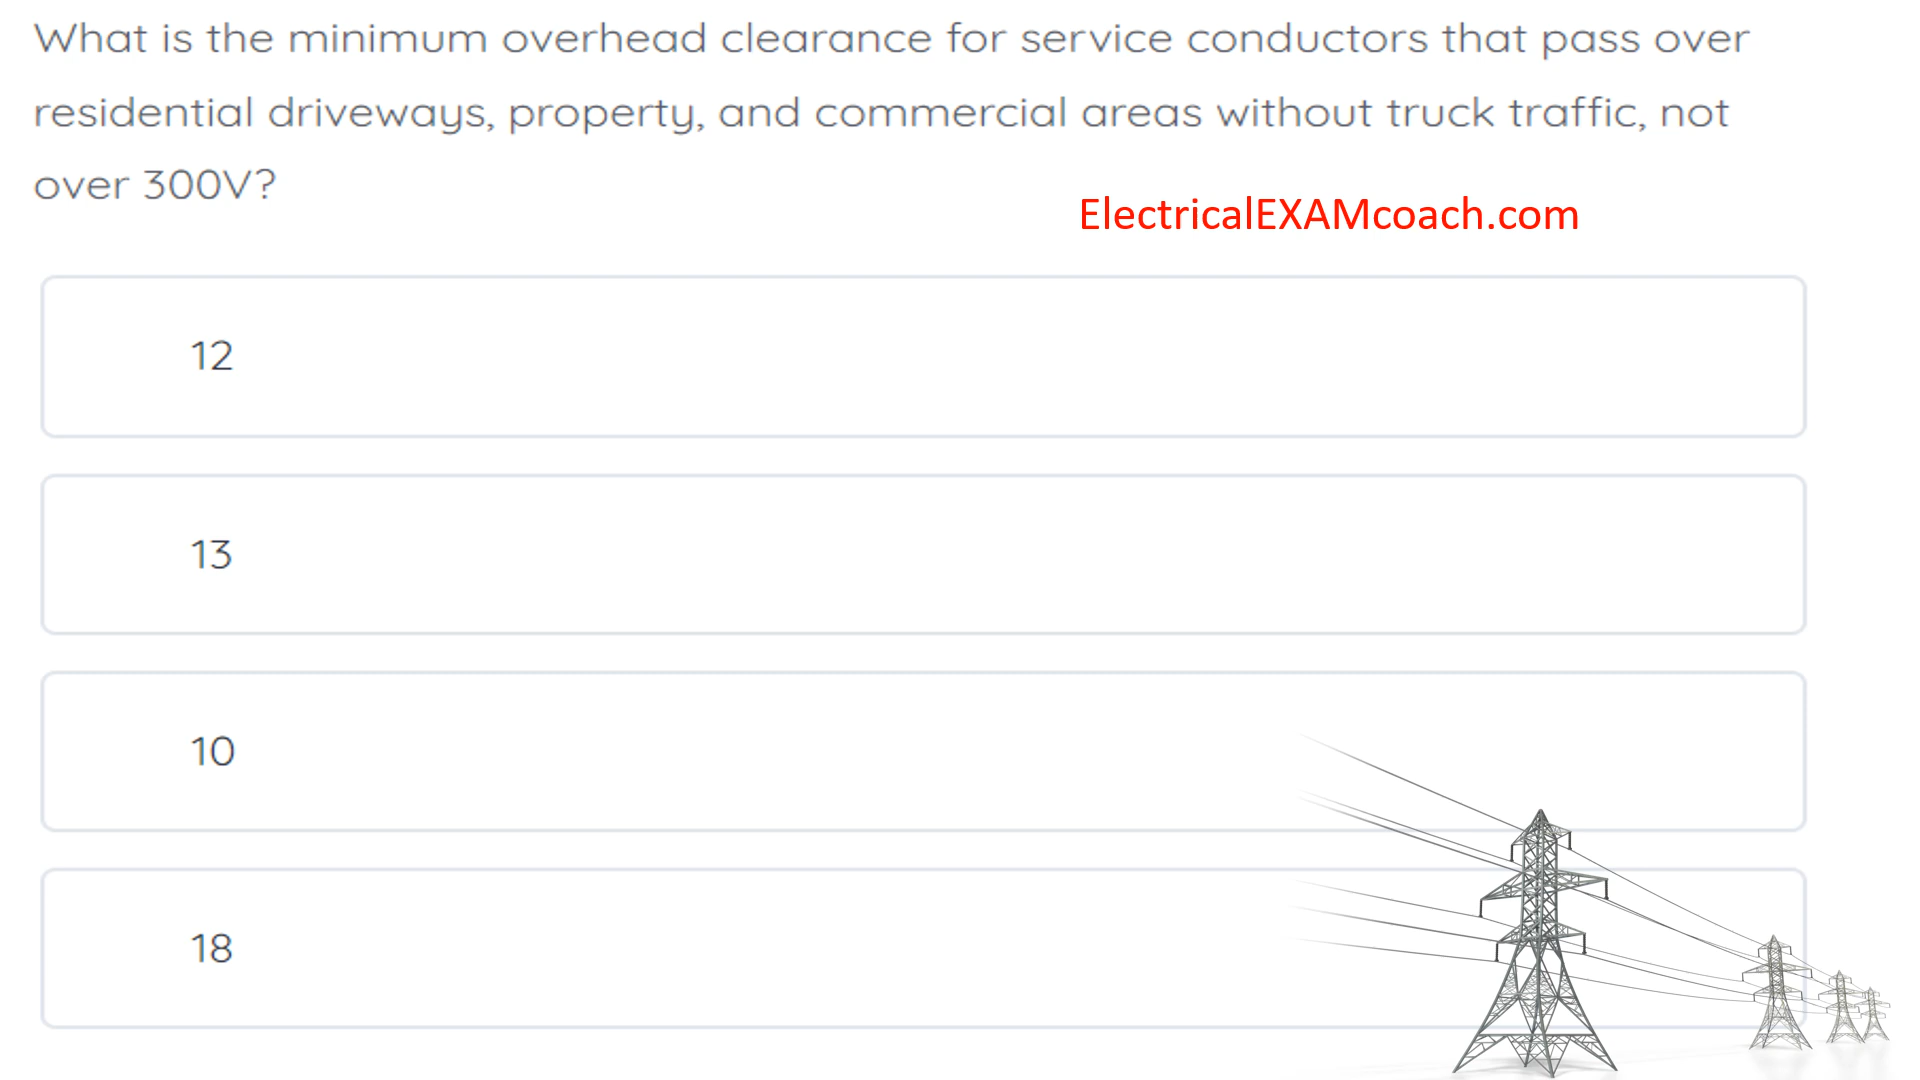 What is the minimum overhead clearance for service conductors that pass over
residential driveways, property, and commercial areas without truck traffic, not
over 300V?
ElectricalEXAMcoach.com
12
13
10
18